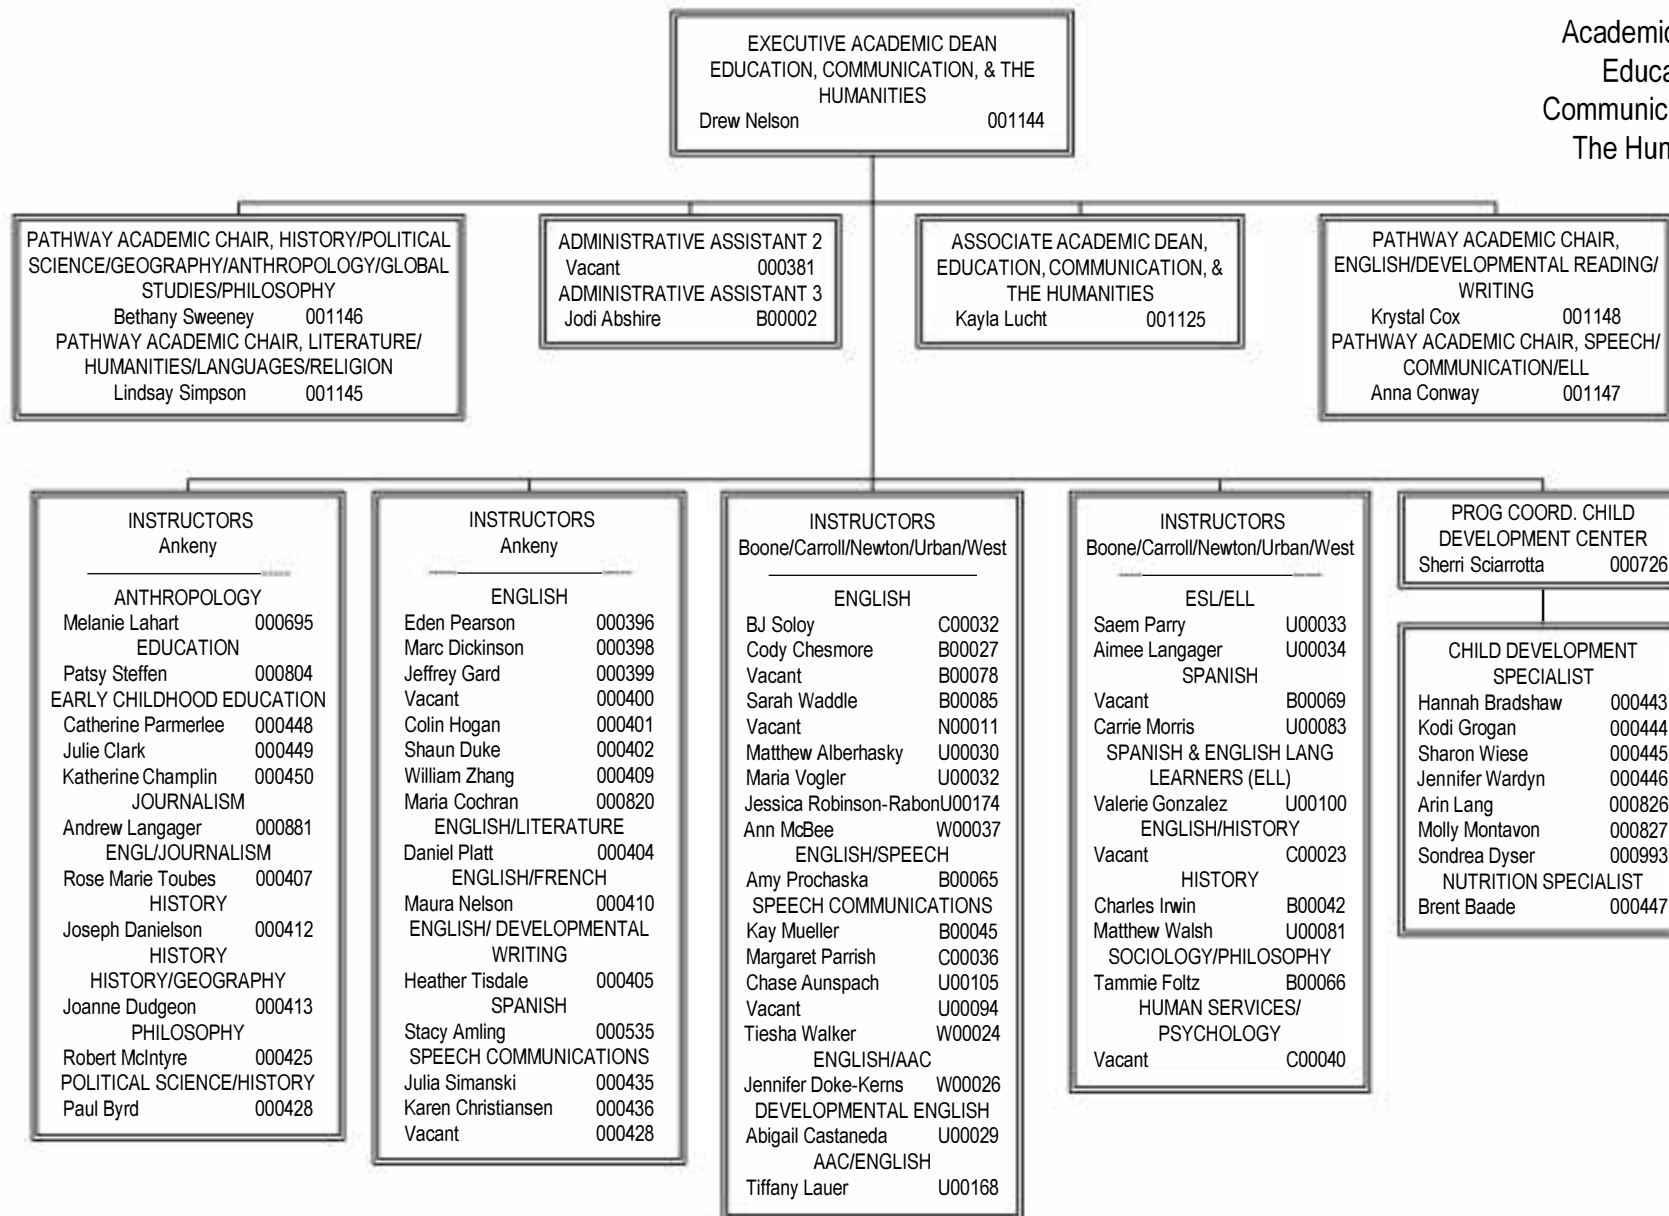 Academic
Educa
Communic
The Hum
EXECUTIVE ACADEMIC DEAN
EDUCATION, COMMUNICATION, & THE
HUMANITIES
Drew Nelson 001144
PATHWAY ACADEMIC CHAIR, HISTORY/POLITICAL
SCIENCE/GEOGRAPHY/ANTHROPOLOGY/GLOBAL
STUDIES/PHILOSOPHY
Bethany Sweeney 001146
PATHWAY ACADEMIC CHAIR, LITERATURE/
HUMANITIES/LANGUAGES/RELIGION
Lindsay Simpson 001145
ADMINISTRATIVE ASSISTANT 2
Vacant 000381
ADMINISTRATIVE ASSISTANT 3
Jodi Abshire B00002
ASSOCIATE ACADEMIC DEAN,
EDUCATION, COMMUNICATION, &
THE HUMANITIES
Kayla Lucht 001125
PATHWAY ACADEMIC CHAIR,
ENGLISH/DEVELOPMENTAL READING/
WRITING
Krystal Cox 001148
PATHWAY ACADEMIC CHAIR, SPEECH/
COMMUNICATION/ELL
Anna Conway 001147
INSTRUCTORS
Ankeny
ANTHROPOLOGY
Melanie Lahart 000695
EDUCATION
Patsy Steffen 000804
EARLY CHILDHOOD EDUCATION
Catherine Parmerlee 000448
Julie Clark 000449
Katherine Champlin 000450
JOURNALISM
Andrew Langager 000881
ENGL/JOURNALISM
Rose Marie Toubes 000407
HISTORY
Joseph Danielson 000412
HISTORY
HISTORY/GEOGRAPHY
Joanne Dudgeon 000413
PHILOSOPHY
Robert McIntyre 000425
POLITICAL SCIENCE/HISTORY
Paul Byrd 000428
INSTRUCTORS
Ankeny
ENGLISH
Eden Pearson 000396
Marc Dickinson 000398
Jeffrey Gard 000399
Vacant 000400
Colin Hogan 000401
Shaun Duke 000402
William Zhang 000409
Maria Cochran 000820
ENGLISH/LITERATURE
Daniel Platt 000404
ENGLISH/FRENCH
Maura Nelson 000410
ENGLISH/ DEVELOPMENTAL
WRITING
Heather Tisdale 000405
SPANISH
Stacy Amling 000535
SPEECH COMMUNICATIONS
Julia Simanski 000435
Karen Christiansen 000436
Vacant 000428
INSTRUCTORS
Boone/Carroll/Newton/Urban/West
ENGLISH
BJ Soloy C00032
Cody Chesmore B00027
Vacant B00078
Sarah Waddle B00085
Vacant N00011
Matthew Alberhasky U00030
Maria Vogler U00032
Jessica Robinson-RabonU00174
Ann McBee W00037
ENGLISH/SPEECH
Amy Prochaska B00065
SPEECH COMMUNICATIONS
Kay Mueller B00045
Margaret Parrish C00036
Chase Aunspach U00105
Vacant U00094
Tiesha Walker W00024
ENGLISH/AAC
Jennifer Doke-Kerns W00026
DEVELOPMENTAL ENGLISH
Abigail Castaneda U00029
AAC/ENGLISH
Tiffany Lauer U00168
INSTRUCTORS
Boone/Carroll/Newton/Urban/West
ESL/ELL
Saem Parry U00033
Aimee Langager U00034
SPANISH
Vacant B00069
Carrie Morris U00083
SPANISH & ENGLISH LANG
LEARNERS (ELL)
Valerie Gonzalez U00100
ENGLISH/HISTORY
Vacant C00023
HISTORY
Charles Irwin B00042
Matthew Walsh U00081
SOCIOLOGY/PHILOSOPHY
Tammie Foltz B00066
HUMAN SERVICES/
PSYCHOLOGY
Vacant C00040
PROG COORD. CHILD
DEVELOPMENT CENTER
Sherri Sciarrotta 000726
CHILD DEVELOPMENT
SPECIALIST
Hannah Bradshaw 000443
Kodi Grogan 000444
Sharon Wiese 000445
Jennifer Wardyn 000446
Arin Lang 000826
Molly Montavon 000827
Sondrea Dyser 000993
NUTRITION SPECIALIST
Brent Baade 000447